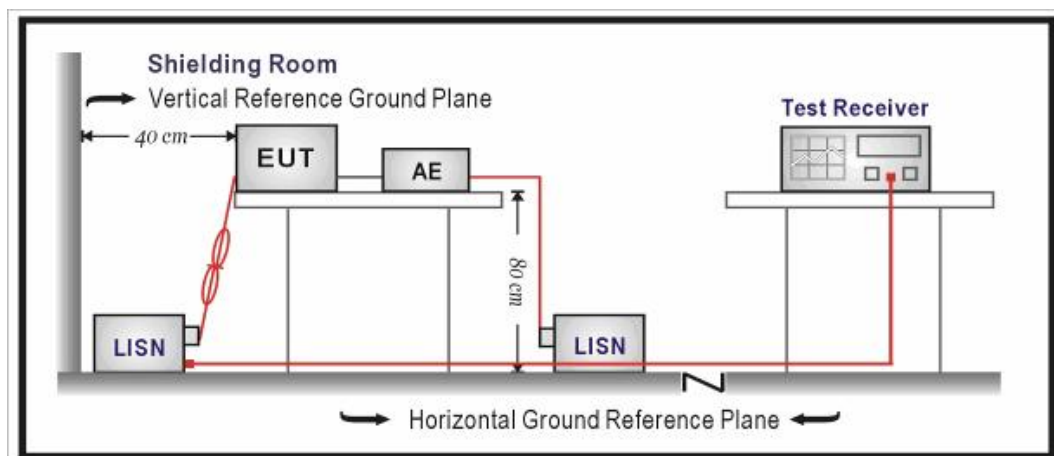 Shielding Room
Vertical Reference Ground Plane
40 cm
EUT
AE
Test Receiver
80 cm
LISN
LISN
Horizontal Ground Reference Plane